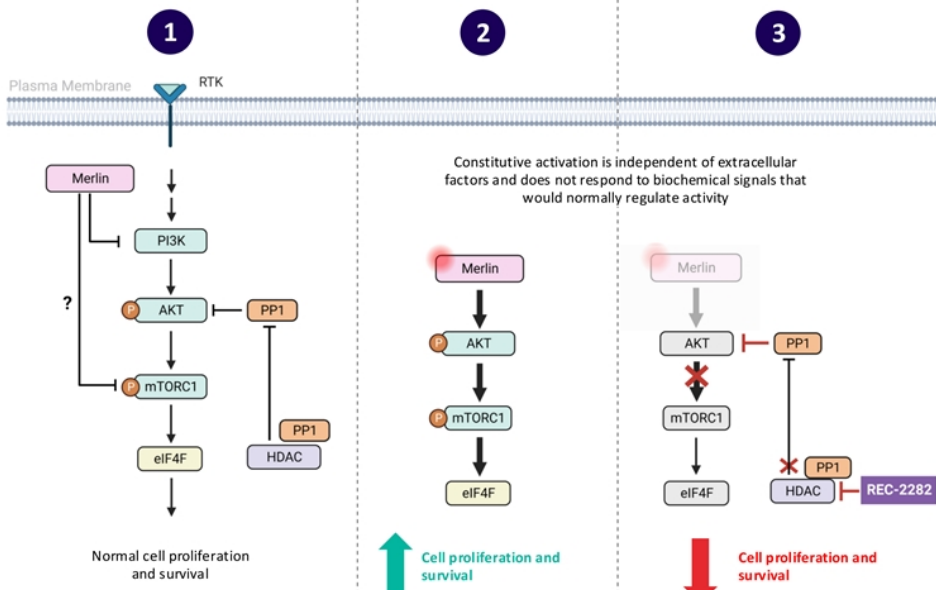 1
2
3
Plasma Membrane
RTK
Merlin
PI3K
?
P
AKT
PP1
P
mTORC1
PP1
HDAC
eIF4F
Normal cell proliferation
and survival
Constitutive activation is independent of extracellular
factors and does not respond to biochemical signals that
would normally regulate activity
Merlin
P
AKT
P
mTORC1
eIF4F
Cell proliferation and
survival
Merlin
AKT
PP1
mTORC1
PP1
HDAC
REC-2282
eIF4F
Cell proliferation and
survival